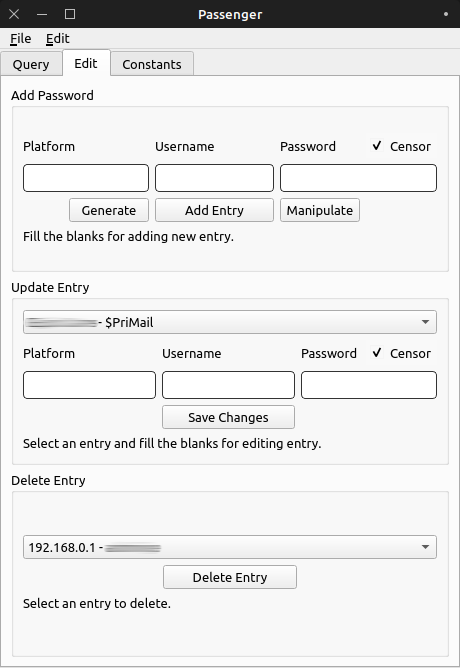 Passenger
File Edit
Query Edit Constants
Add Password
Platform Username Password ✓ Censor
Generate Add Entry Manipulate
Fill the blanks for adding new entry.
Update Entry
- $PriMail
Platform Username Password ✓ Censor
Save Changes
Select an entry and fill the blanks for editing entry.
Delete Entry
192.168.0.1 -
Delete Entry
Select an entry to delete.